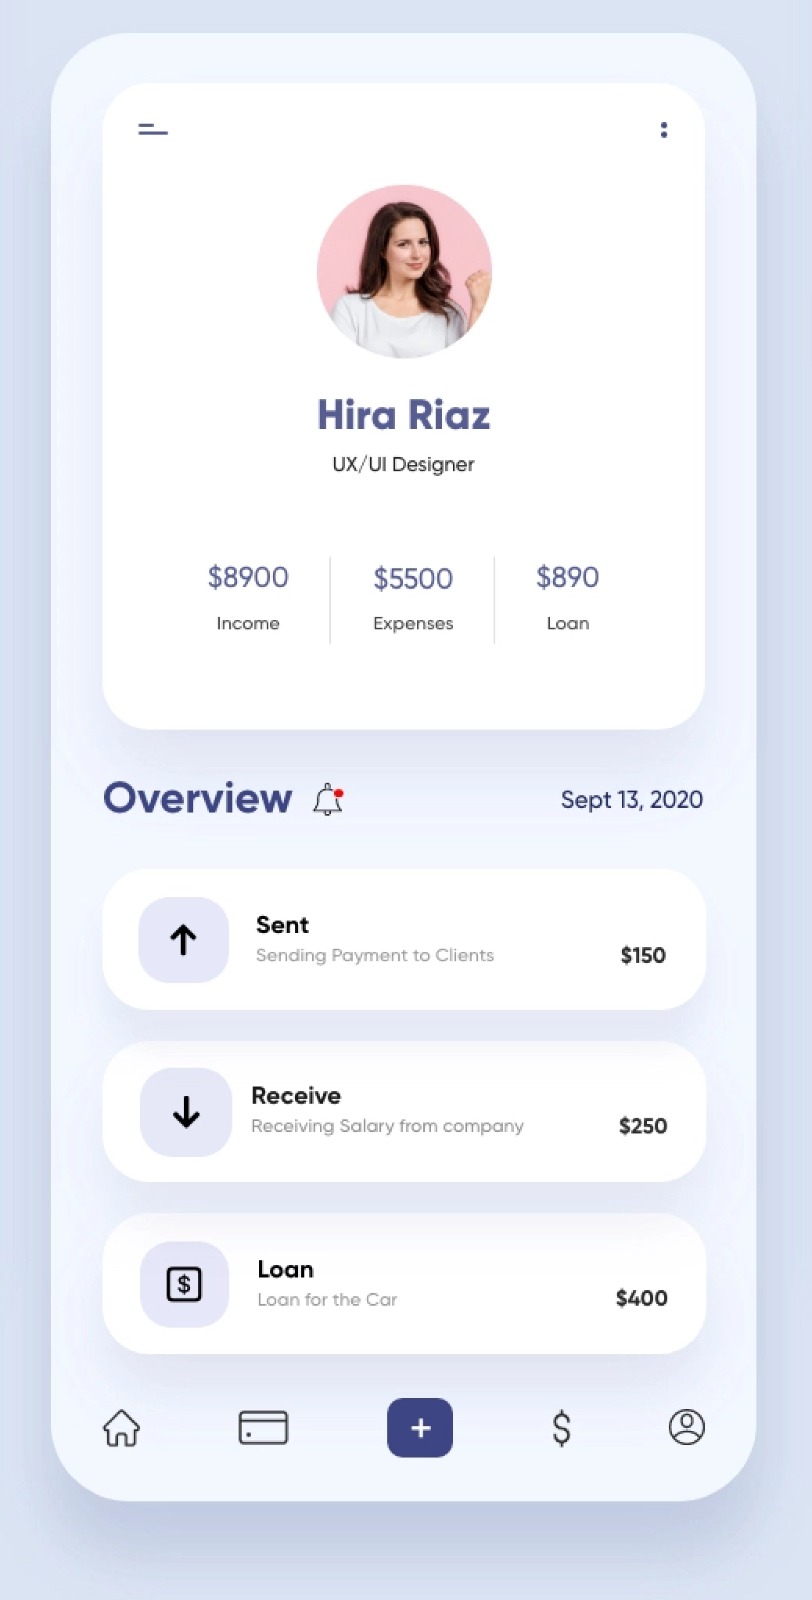 Hira Riaz
UX/UI Designer
$8900 $5500 $890
Income Expenses Loan
Overview Sept 13, 2020
Sent
Sending Payment to Clients
$150
Receive
Receiving Salary from company
$250
Loan
Loan for the Car
$400